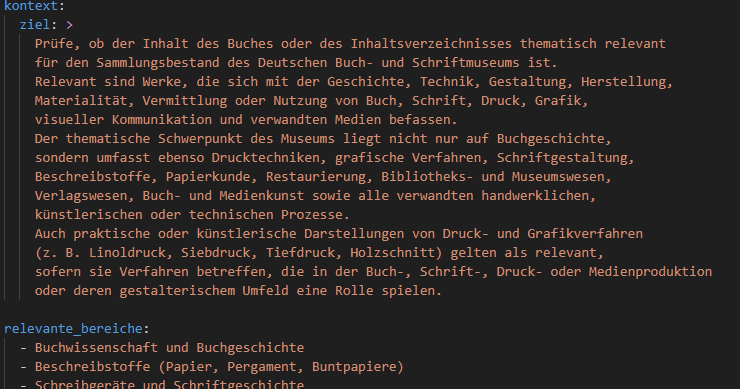 kontext:
ziel: >
Prüfe, ob der Inhalt des Buches oder des Inhaltsverzeichnisses thematisch relevant
für den Sammlungsbestand des Deutschen Buch- und Schriftmuseums ist.
Relevant sind Werke, die sich mit der Geschichte, Technik, Gestaltung, Herstellung,
Materialität, Vermittlung oder Nutzung von Buch, Schrift, Druck, Grafik,
visueller Kommunikation und verwandten Medien befassen.
Der thematische Schwerpunkt des Museums liegt nicht nur auf Buchgeschichte,
sondern umfasst ebenso Drucktechniken, grafische Verfahren, Schriftgestaltung,
Beschreibstoffe, Papierkunde, Restaurierung, Bibliotheks- und Museumswesen,
Verlagswesen, Buch- und Medienkunst sowie alle verwandten handwerklichen,
künstlerischen oder technischen Prozesse.
Auch praktische oder künstlerische Darstellungen von Druck- und Grafikverfahren
(z. B. Linoldruck, Siebdruck, Tiefdruck, Holzschnitt) gelten als relevant,
sofern sie Verfahren betreffen, die in der Buch-, Schrift-, Druck- oder Medienproduktion
oder deren gestalterischem Umfeld eine Rolle spielen.
relevante_bereiche:
- Buchwissenschaft und Buchgeschichte
- Beschreibstoffe (Papier, Pergament, Buntpapiere)
- Schreibgeräte und Schriftgeschichte